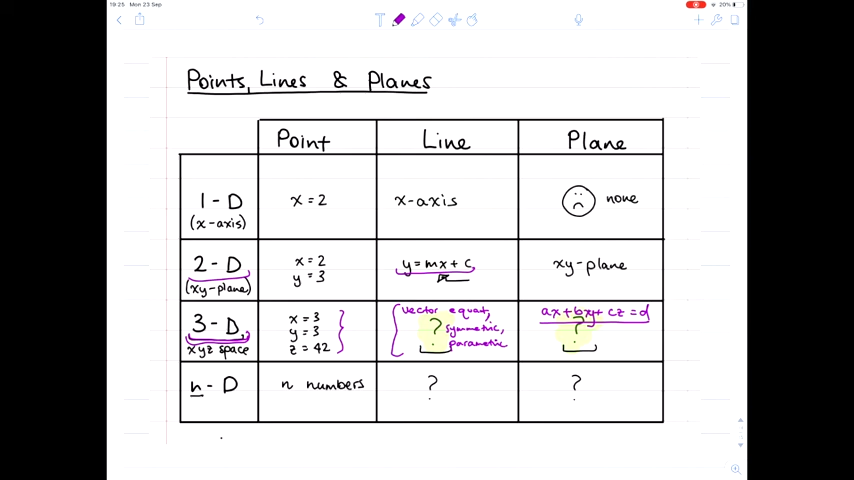 19.25 Mon 23 Sep
20%
T
Points, Lines & Planes
Point Line Plane
1-D
(x-axis)
x = 2
x-axis
none
2-D
(xy-plane)
x = 2
y = 3
y = mx + c
xy-plane
3-D,
xyz space
x = 3
y = 3
z = 42
vector equat,
? symmetric,
parametric
ax + by + cz = d
?
n-D
n numbers
?
?